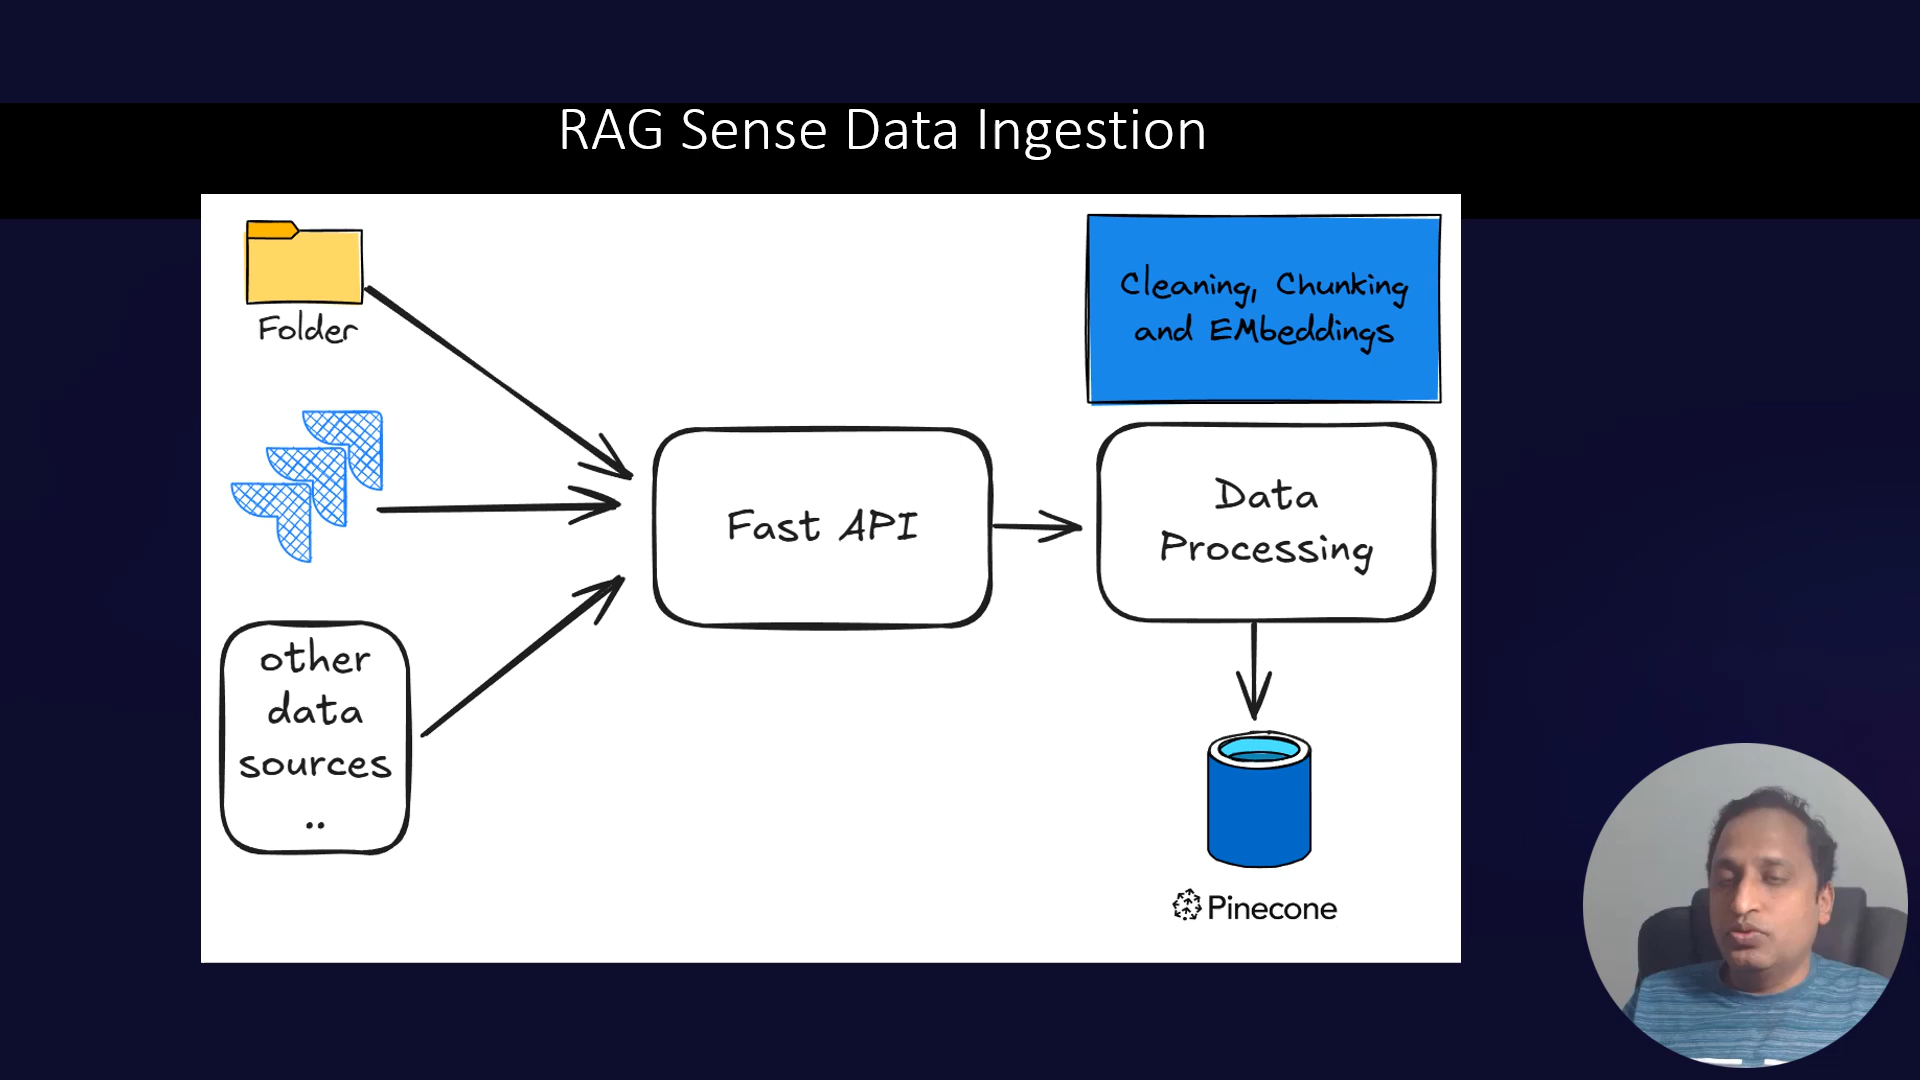 RAG Sense Data Ingestion
Folder
Cleaning, Chunking
and EMbeddings
Fast API
Data
Processing
other
data
sources
..
Pinecone